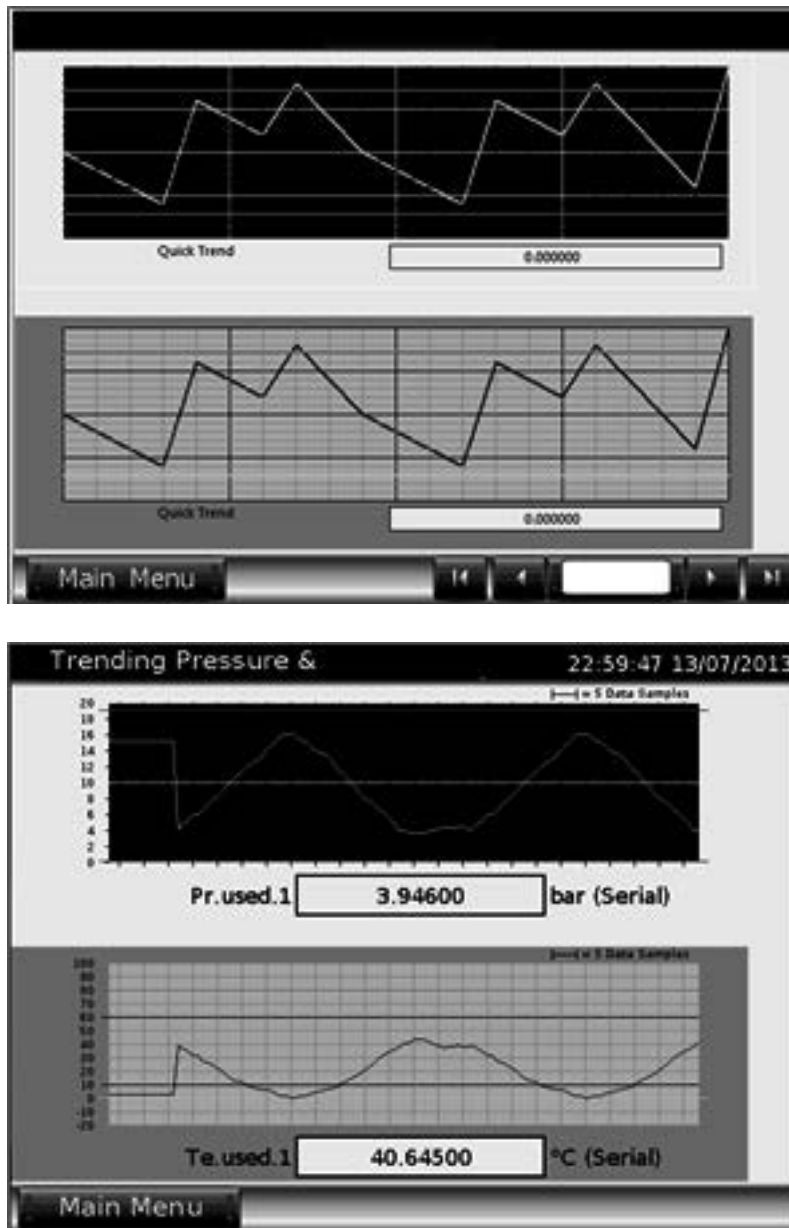 Quick Trend 0.000000
Quick Trend 0.000000
Main Menu
Trending Pressure & 22:59:47 13/07/2013
= 5 Data Samples
20
18
16
14
12
10
8
6
4
2
0
Pr.used.1 3.94600 bar (Serial)
= 5 Data Samples
100
90
80
70
60
50
40
30
20
10
0
-10
-20
Te.used.1 40.64500 °C (Serial)
Main Menu